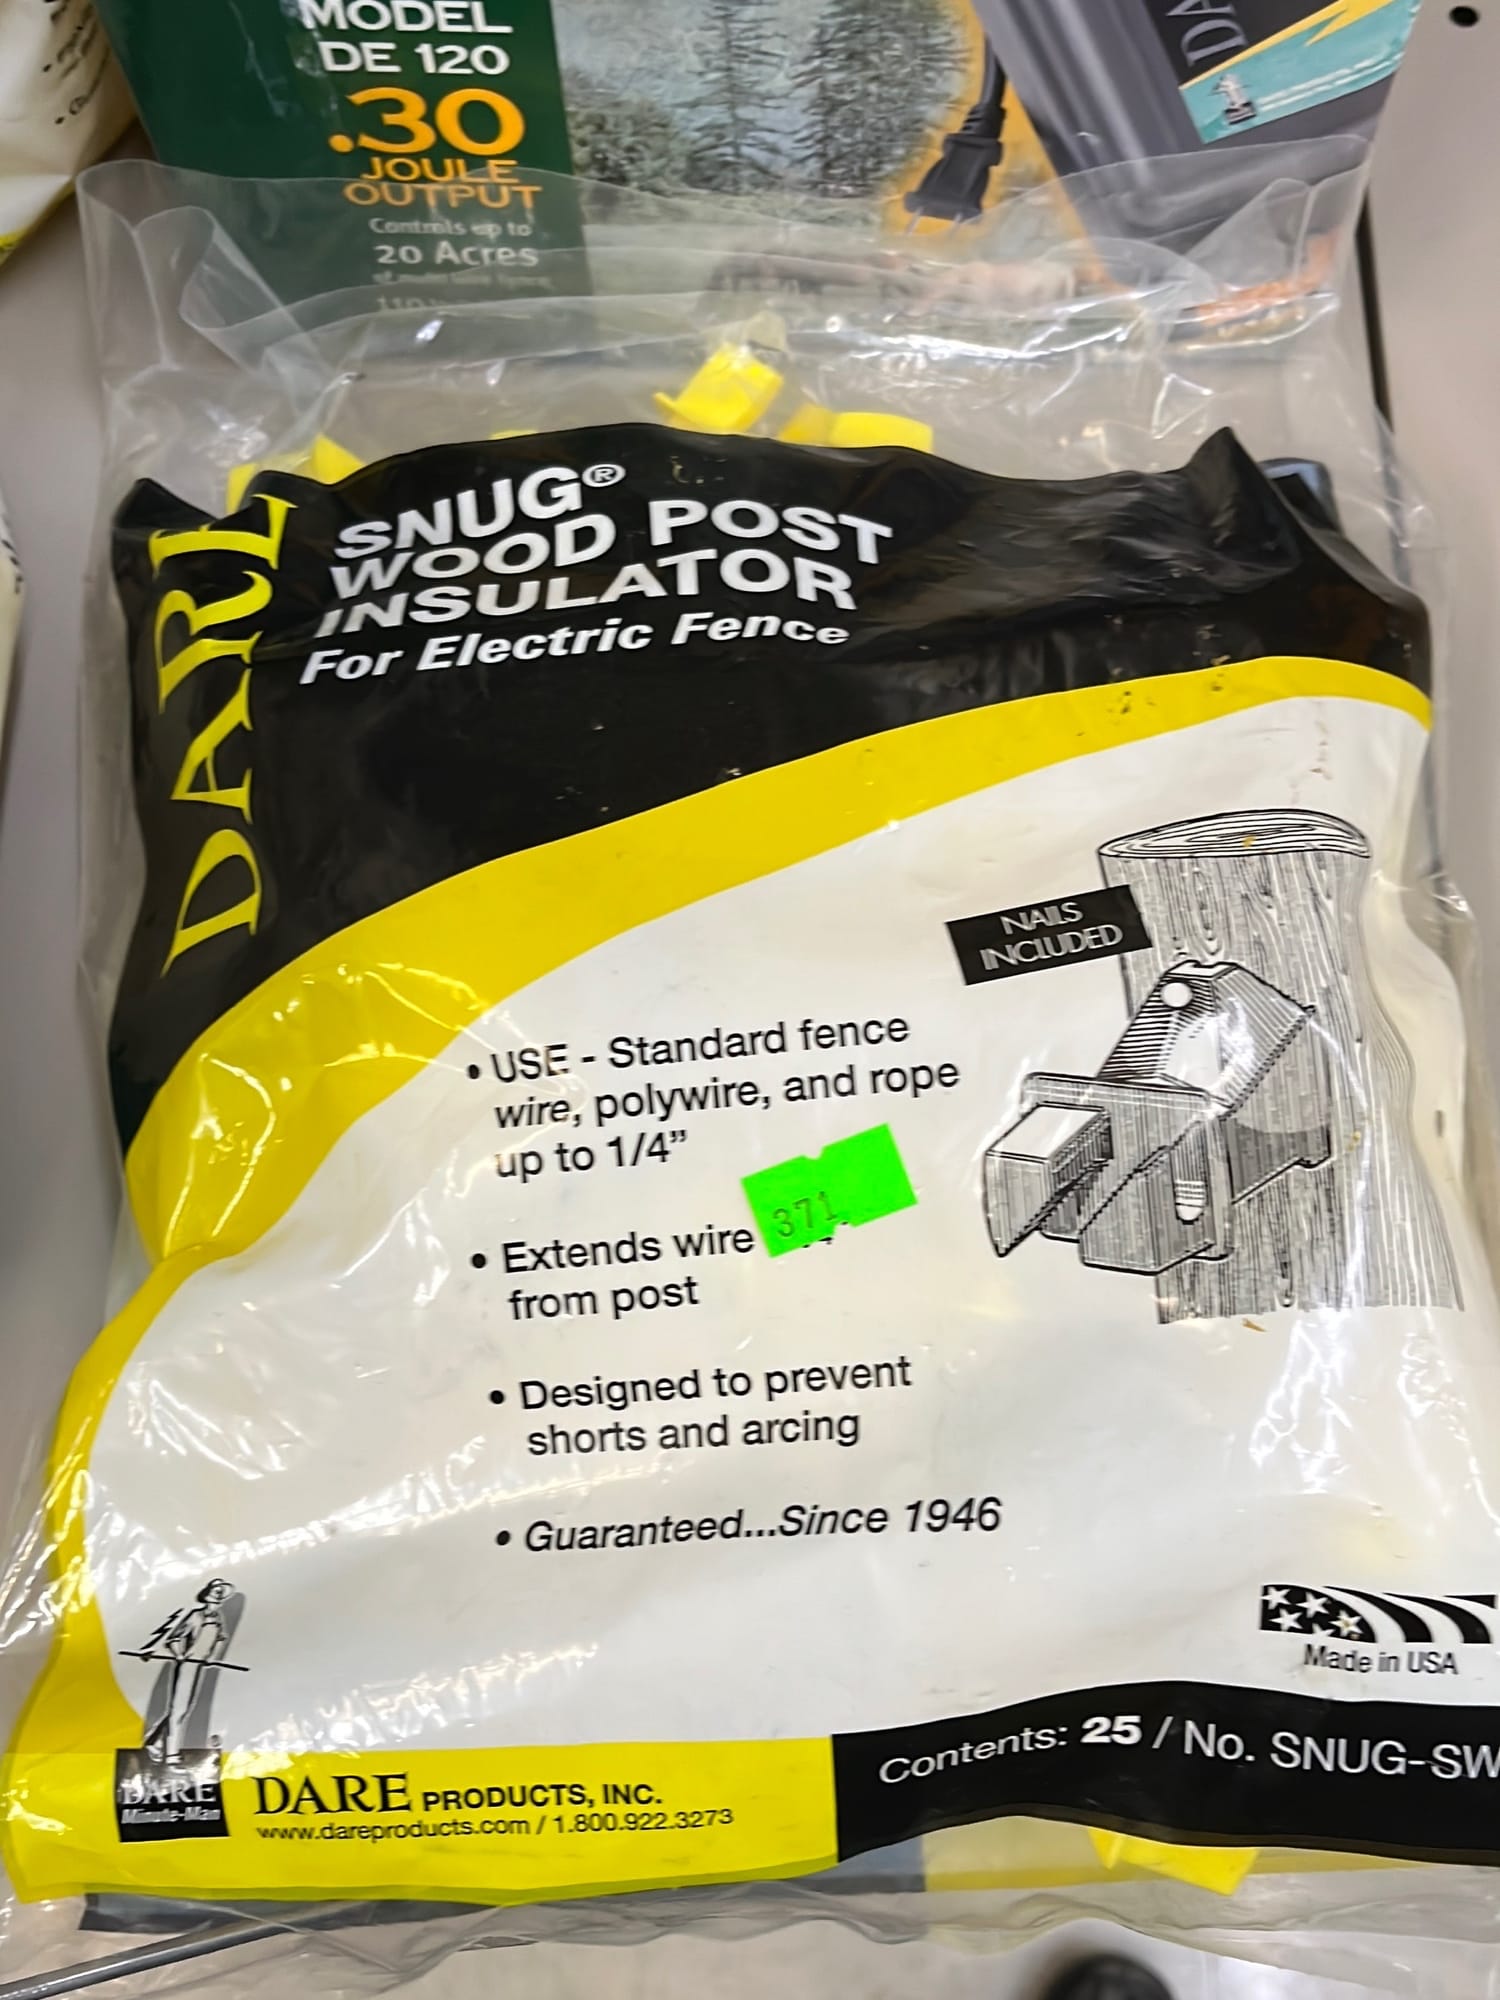 MODEL
DE 120
.30
JOULE
OUTPUT
Controls up to
20 Acres
DA
DARE
SNUG®
WOOD POST
INSULATOR
For Electric Fence
NAILS
INCLUDED
• USE - Standard fence
wire, polywire, and rope
up to 1/4”
371
• Extends wire
from post
• Designed to prevent
shorts and arcing
• Guaranteed...Since 1946
Made in USA
Contents: 25 / No. SNUG-SW
DARE
Minute-Man
DARE PRODUCTS, INC.
www.dareproducts.com / 1.800.922.3273